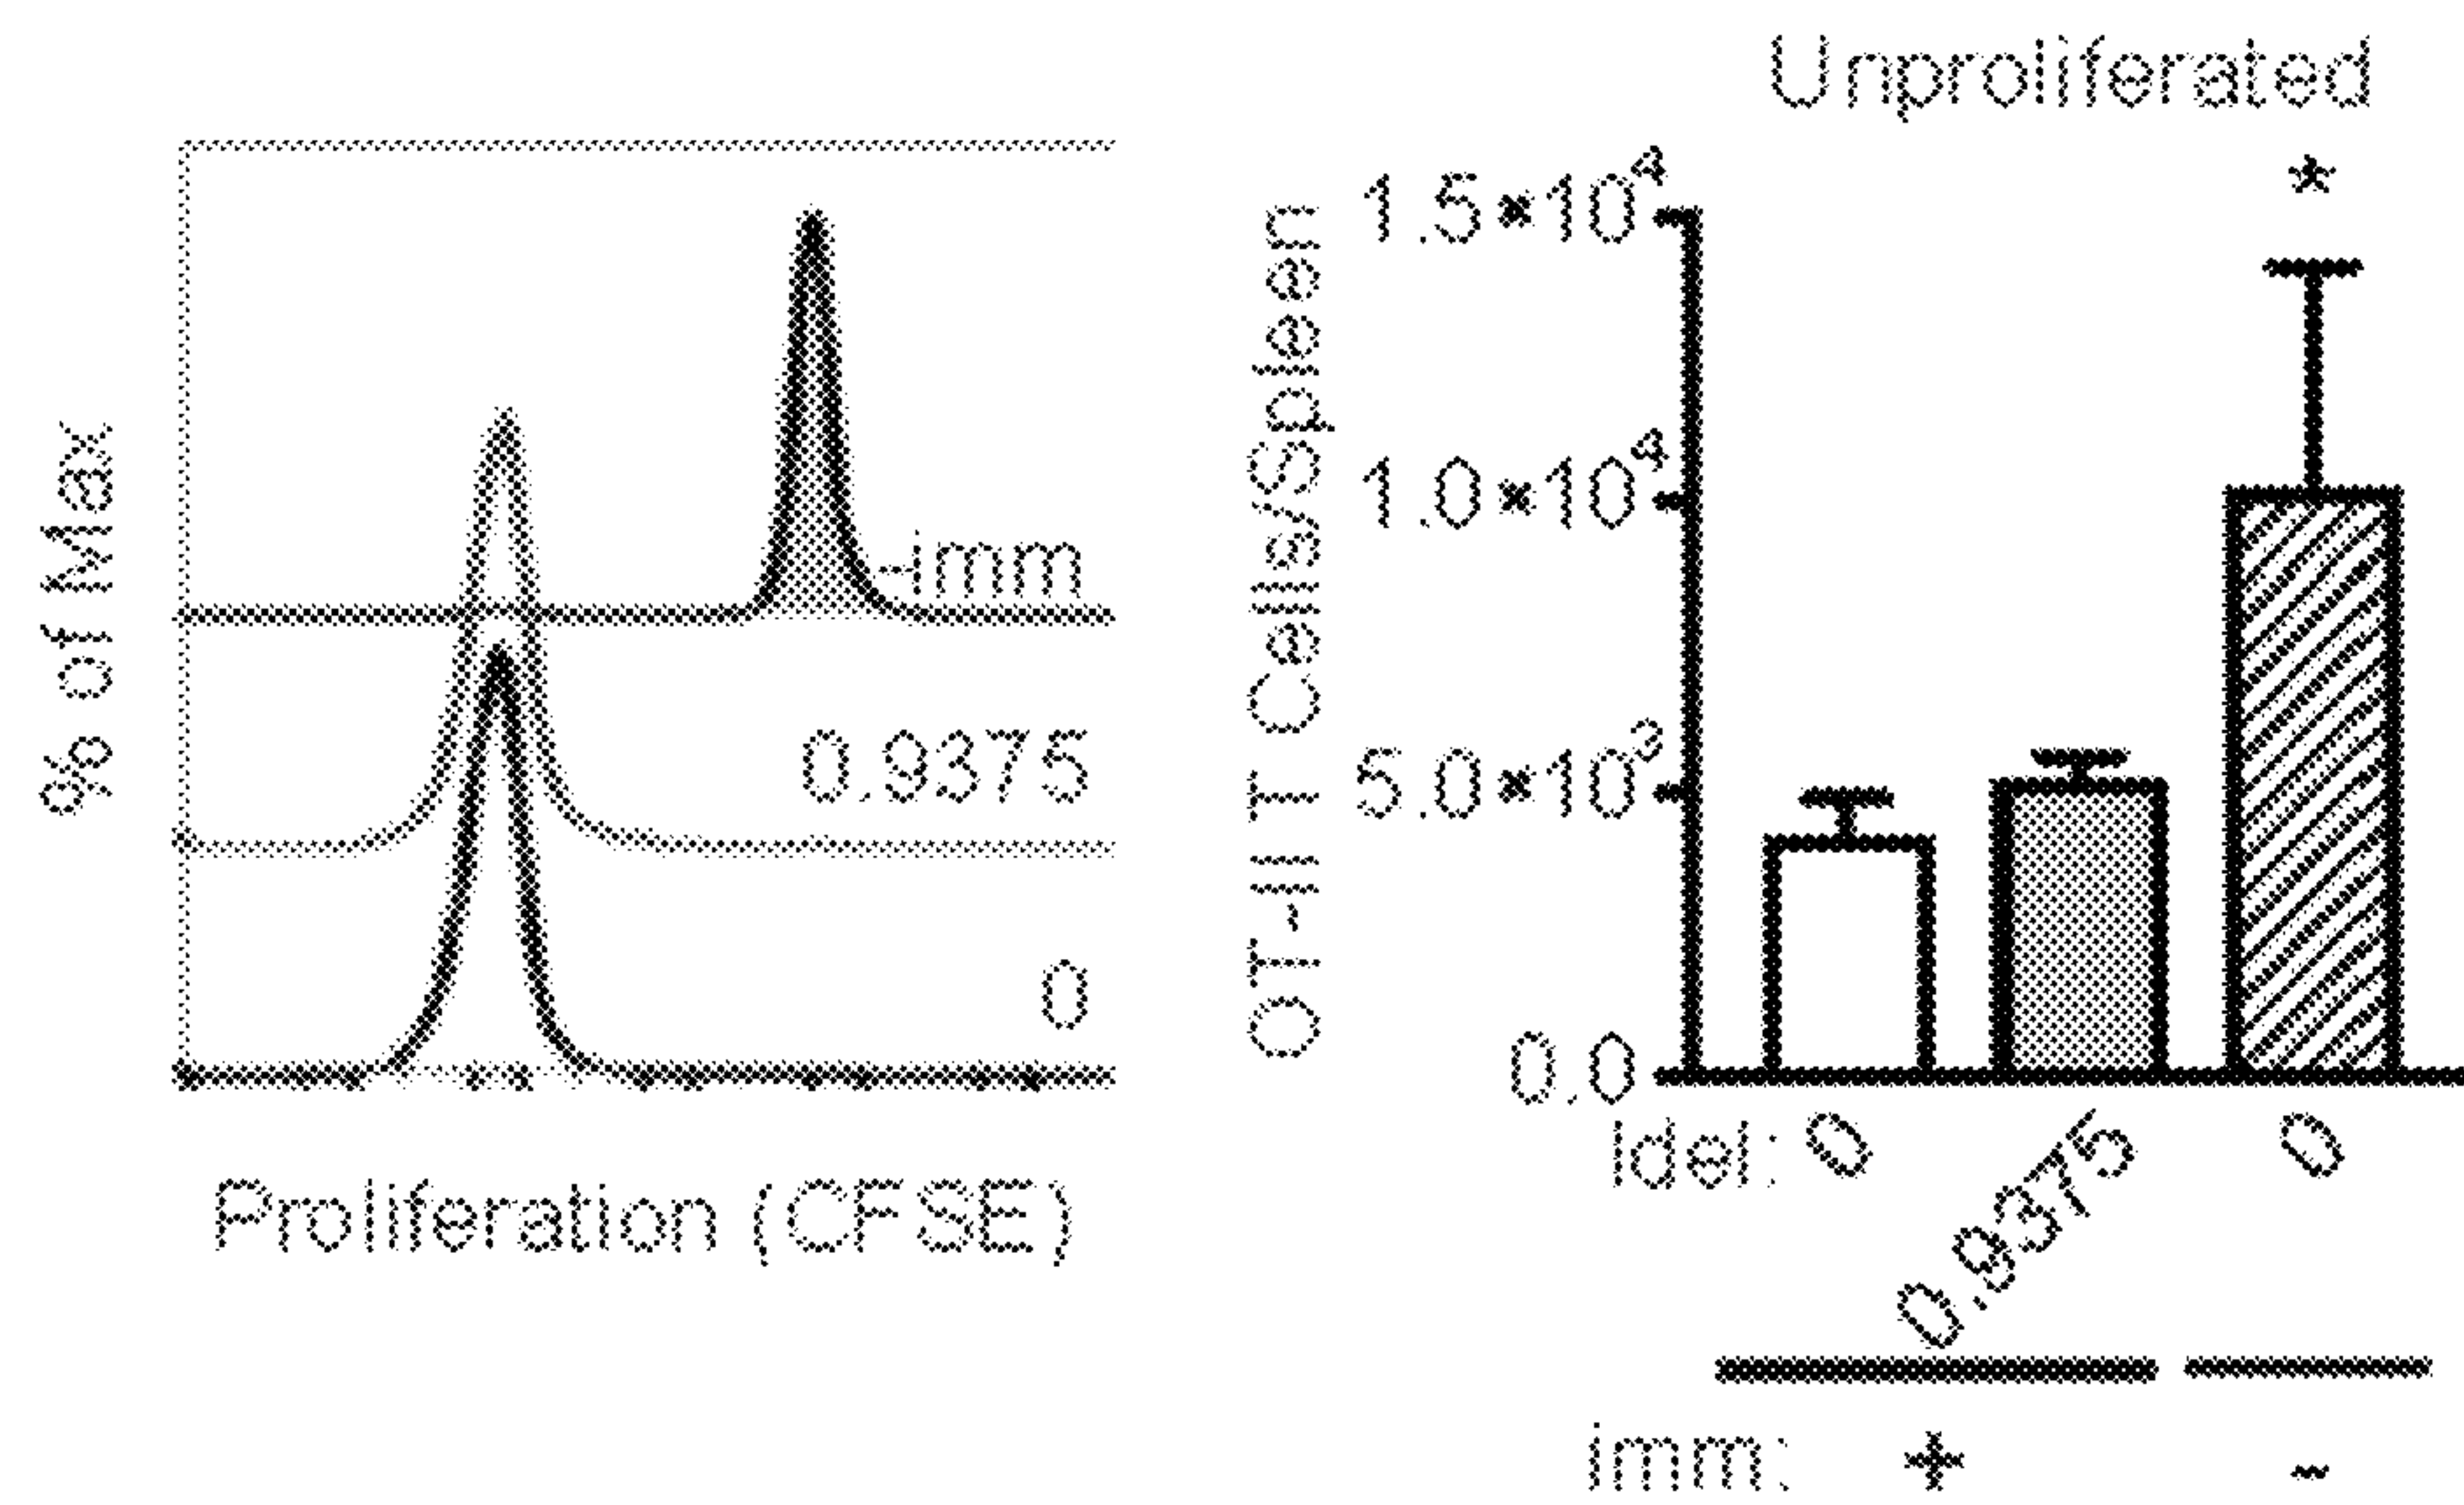 % of Max
-imm
0.9375
0
Proliferation (CFSE)
Unproliferated
*
OT-II T Cells/Spleen
1.5×10⁴
1.0×10⁴
5.0×10³
0.0
Idel: 0 0.9375 0
imm: + -